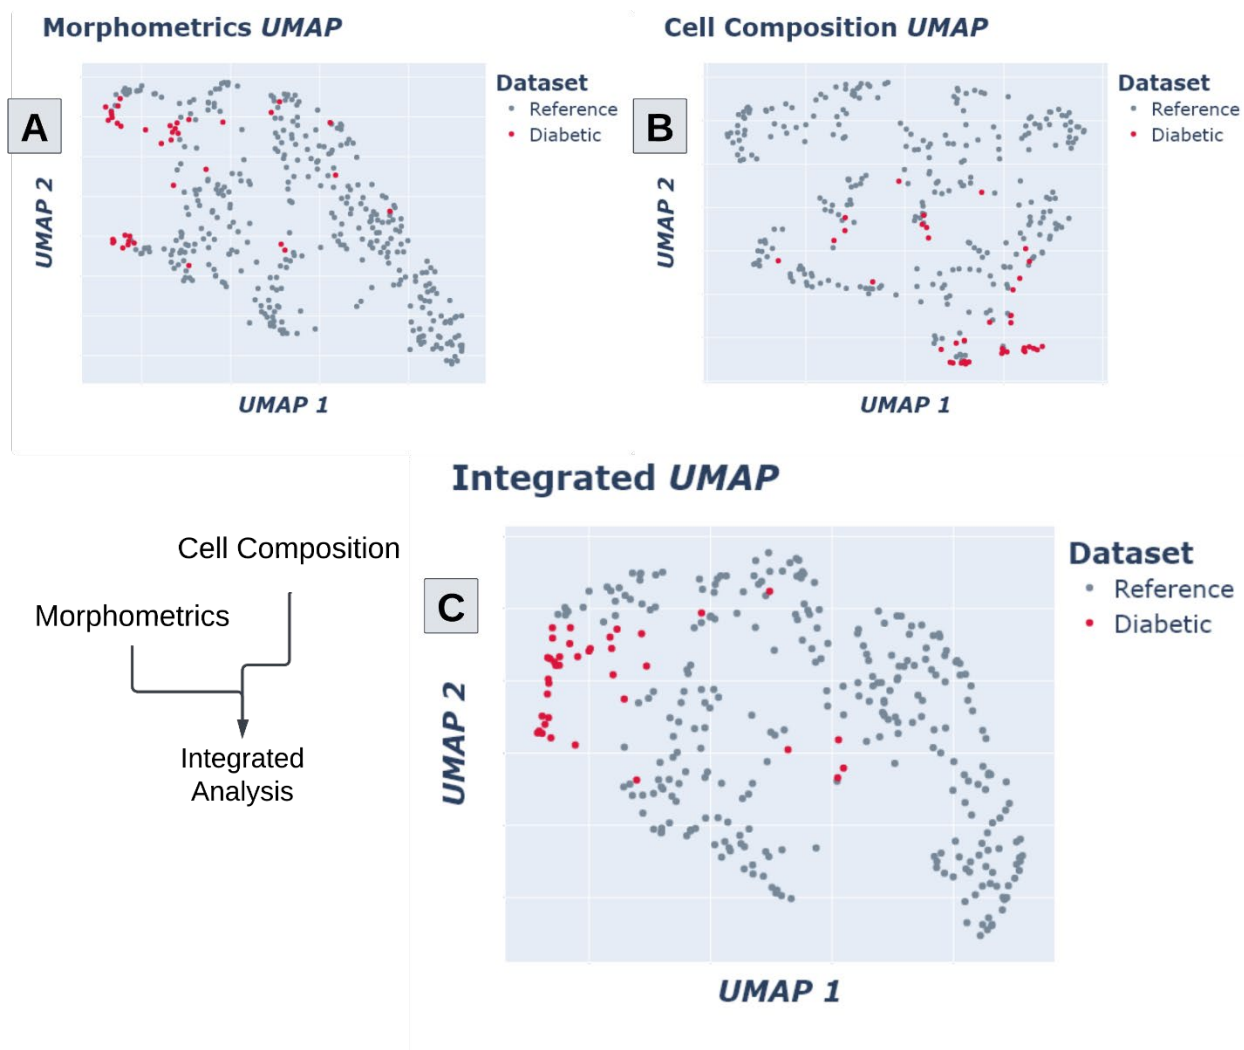 Morphometrics UMAP
A
UMAP 2
UMAP 1
Dataset
Reference
Diabetic
Cell Composition UMAP
B
UMAP 2
UMAP 1
Dataset
Reference
Diabetic
Cell Composition
Morphometrics
Integrated
Analysis
Integrated UMAP
C
UMAP 2
UMAP 1
Dataset
Reference
Diabetic